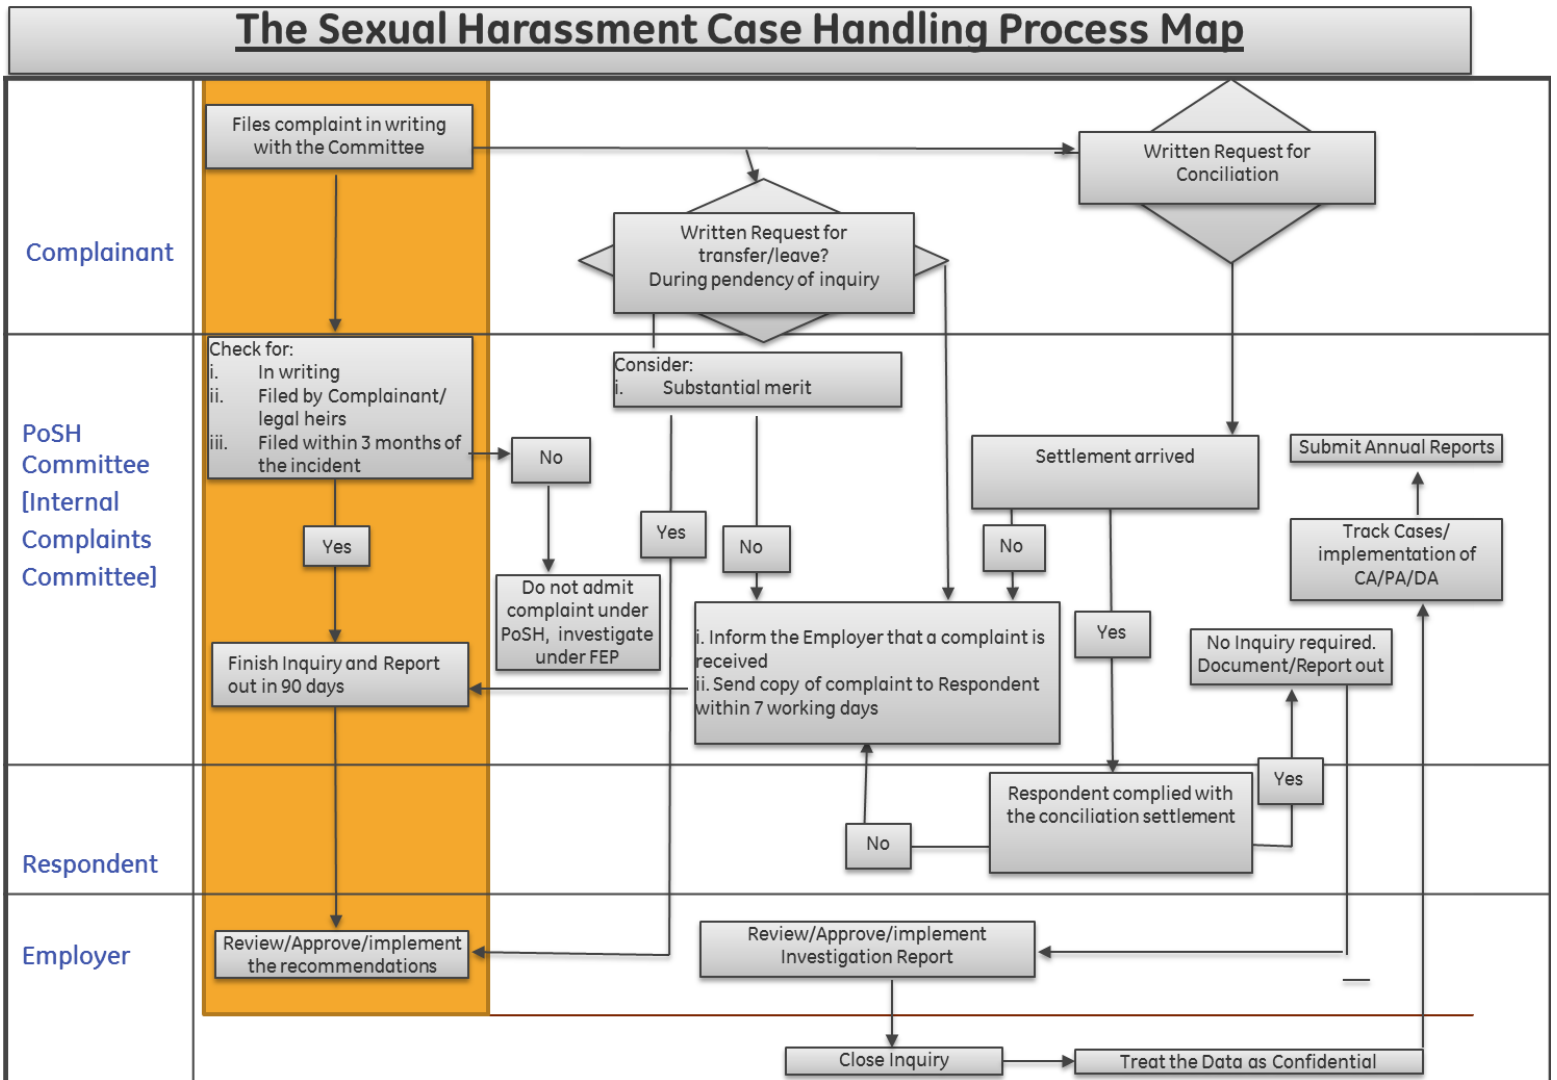 The Sexual Harassment Case Handling Process Map
Complainant
Files complaint in writing
with the Committee
Written Request for
transfer/leave?
During pendency of inquiry
Written Request for
Conciliation
PoSH
Committee
[Internal
Complaints
Committee]
Check for:
i. In writing
ii. Filed by Complainant/
legal heirs
iii. Filed within 3 months of
the incident
No
Yes
Do not admit
complaint under
PoSH, investigate
under FEP
Finish Inquiry and Report
out in 90 days
Consider:
i. Substantial merit
Yes
No
i. Inform the Employer that a complaint is
received
ii. Send copy of complaint to Respondent
within 7 working days
Settlement arrived
No
Yes
Submit Annual Reports
Track Cases/
implementation of
CA/PA/DA
No Inquiry required.
Document/Report out
Yes
Respondent
No
Respondent complied with
the conciliation settlement
Employer
Review/Approve/implement
the recommendations
Review/Approve/implement
Investigation Report
Close Inquiry
Treat the Data as Confidential